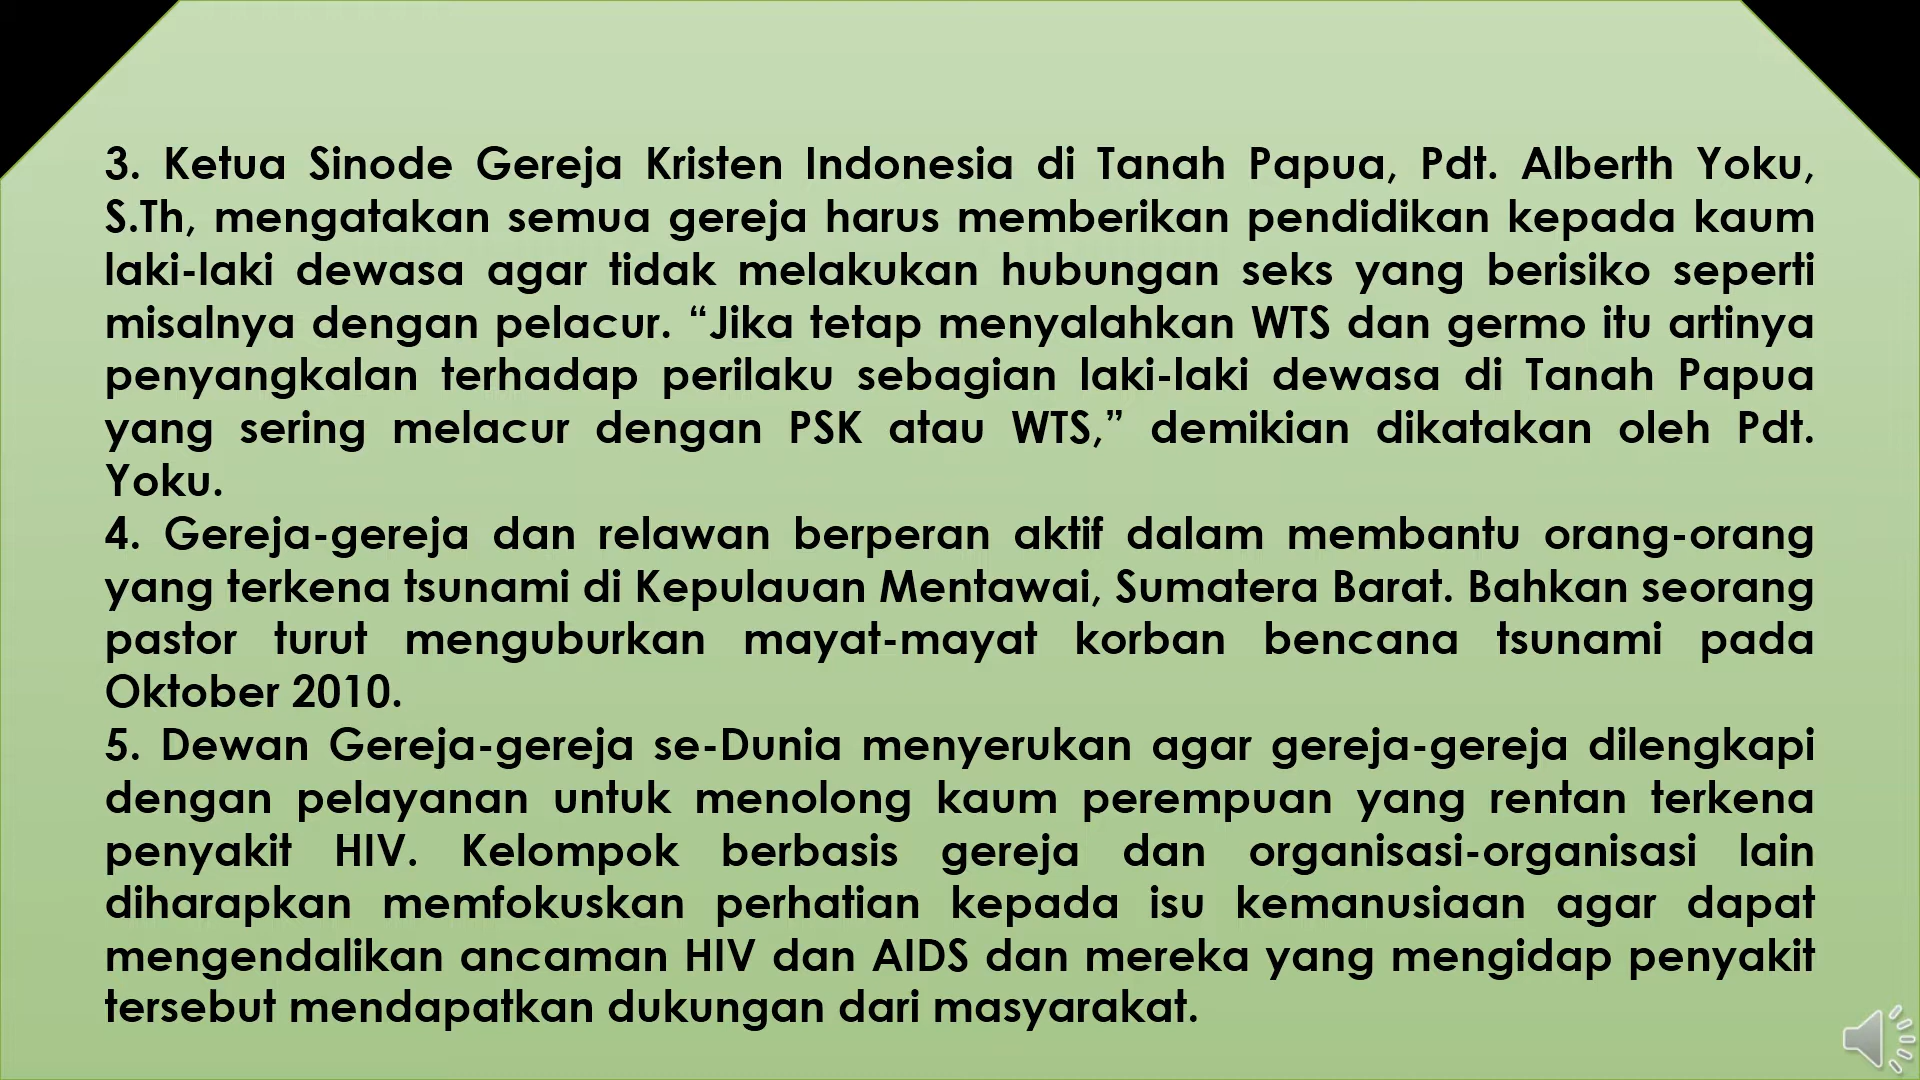 3. Ketua Sinode Gereja Kristen Indonesia di Tanah Papua, Pdt. Alberth Yoku,
S.Th, mengatakan semua gereja harus memberikan pendidikan kepada kaum
laki-laki dewasa agar tidak melakukan hubungan seks yang berisiko seperti
misalnya dengan pelacur. “Jika tetap menyalahkan WTS dan germo itu artinya
penyangkalan terhadap perilaku sebagian laki-laki dewasa di Tanah Papua
yang sering melacur dengan PSK atau WTS,” demikian dikatakan oleh Pdt.
Yoku.
4. Gereja-gereja dan relawan berperan aktif dalam membantu orang-orang
yang terkena tsunami di Kepulauan Mentawai, Sumatera Barat. Bahkan seorang
pastor turut menguburkan mayat-mayat korban bencana tsunami pada
Oktober 2010.
5. Dewan Gereja-gereja se-Dunia menyerukan agar gereja-gereja dilengkapi
dengan pelayanan untuk menolong kaum perempuan yang rentan terkena
penyakit HIV. Kelompok berbasis gereja dan organisasi-organisasi lain
diharapkan memfokuskan perhatian kepada isu kemanusiaan agar dapat
mengendalikan ancaman HIV dan AIDS dan mereka yang mengidap penyakit
tersebut mendapatkan dukungan dari masyarakat.